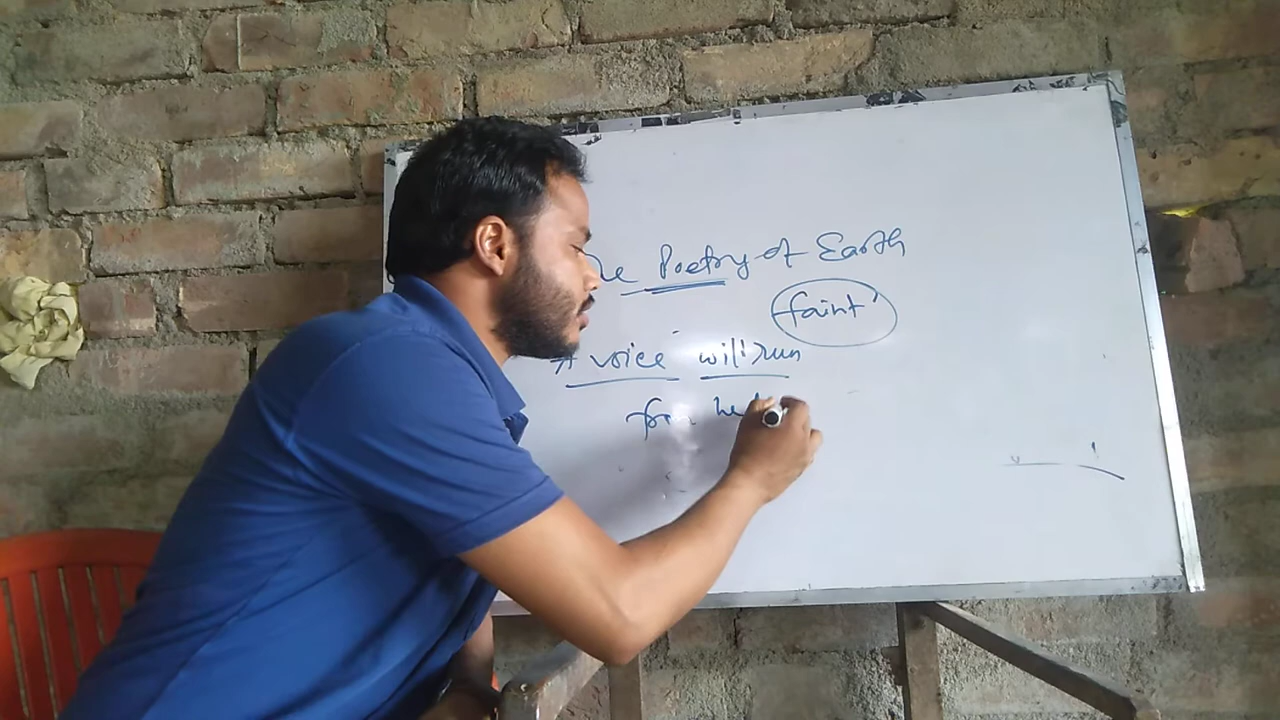 Poetry of Earth
faint'
A voice will run
from